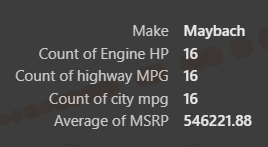 Make Maybach
Count of Engine HP 16
Count of highway MPG 16
Count of city mpg 16
Average of MSRP 546221.88